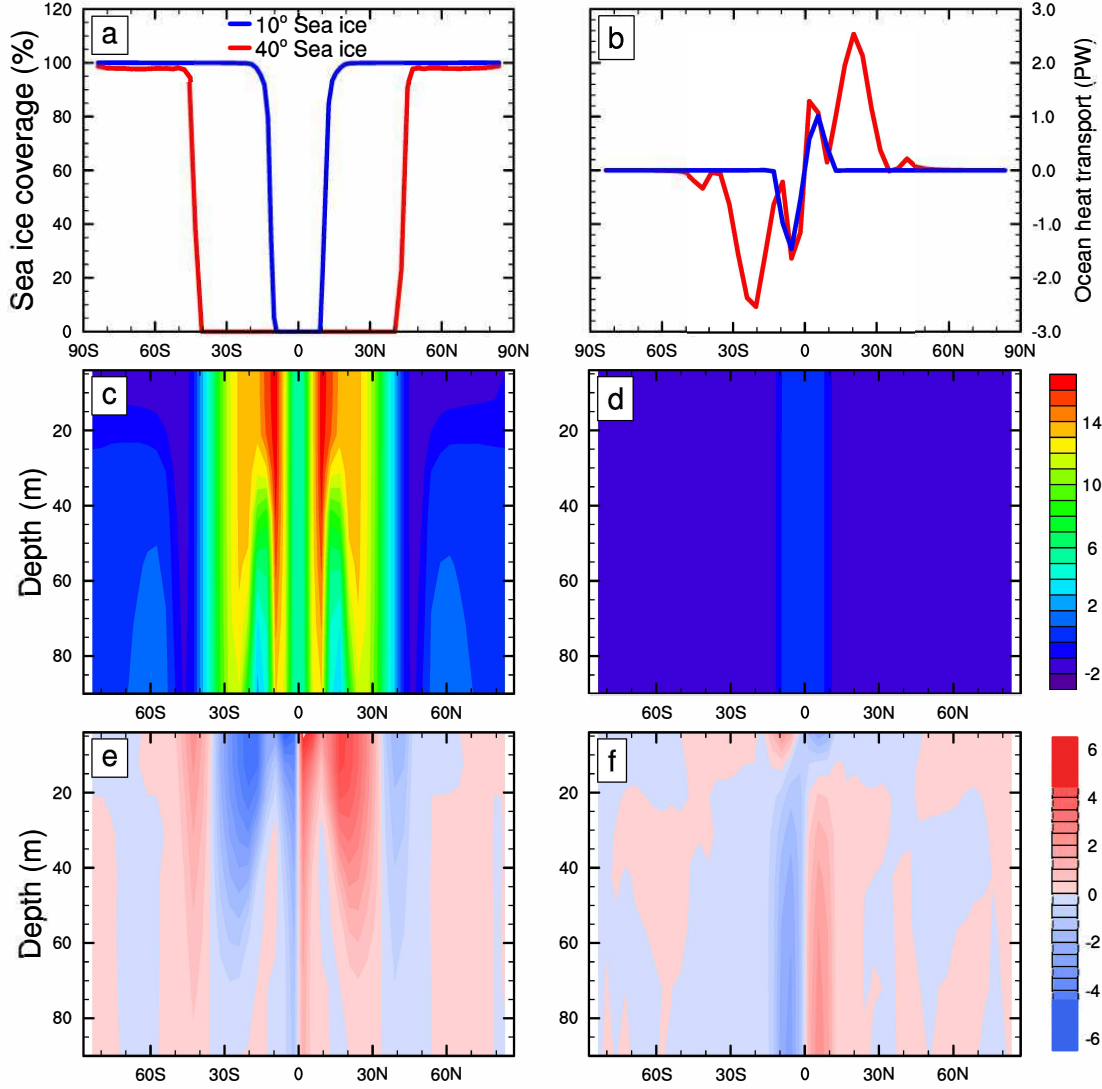 a
10° Sea ice
40° Sea ice
Sea ice coverage (%)
120
100
80
60
40
20
0
90S 60S 30S 0 30N 60N 90N
b
3.0
2.0
1.0
0.0
-1.0
-2.0
-3.0
Ocean heat transport (PW)
90S 60S 30S 0 30N 60N 90N
c
Depth (m)
20
40
60
80
60S 30S 0 30N 60N
d
20
40
60
80
60S 30S 0 30N 60N
14
10
6
2
-2
e
Depth (m)
20
40
60
80
60S 30S 0 30N 60N
f
20
40
60
80
60S 30S 0 30N 60N
6
4
2
0
-2
-4
-6